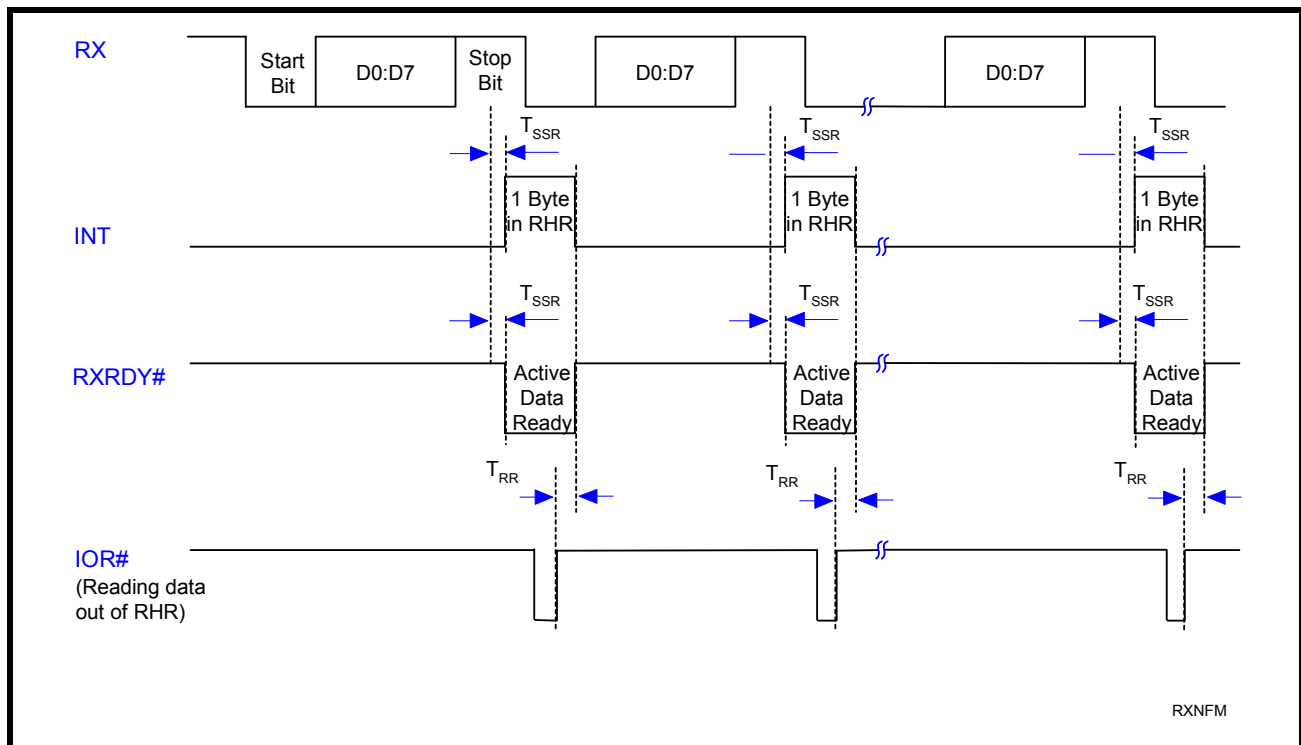 RX
Start
Bit
D0:D7
Stop
Bit
D0:D7
D0:D7
TSSR
TSSR
TSSR
INT
1 Byte
in RHR
1 Byte
in RHR
1 Byte
in RHR
TSSR
TSSR
TSSR
RXRDY#
Active
Data
Ready
Active
Data
Ready
Active
Data
Ready
TRR
TRR
TRR
IOR#
(Reading data
out of RHR)
RXNFM